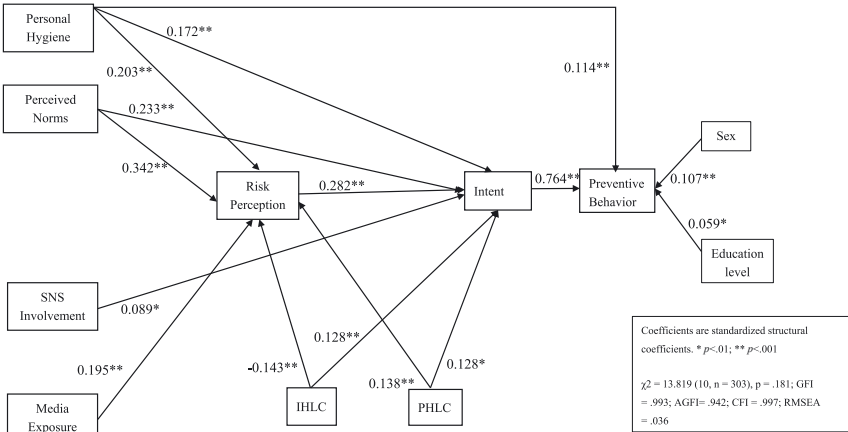 Personal
Hygiene
0.172**
0.114**
0.203**
Perceived
Norms
0.233**
0.342**
Sex
Risk
Perception
0.282**
Intent
0.764**
Preventive
Behavior
0.107**
0.059*
Education
level
SNS
Involvement
0.089*
0.128**
0.195**
-0.143**
0.138**
0.128*
IHLC
PHLC
Media
Exposure
Coefficients are standardized structural
coefficients. * p<.01; ** p<.001
χ2 = 13.819 (10, n = 303), p = .181; GFI
= .993; AGFI= .942; CFI = .997; RMSEA
= .036